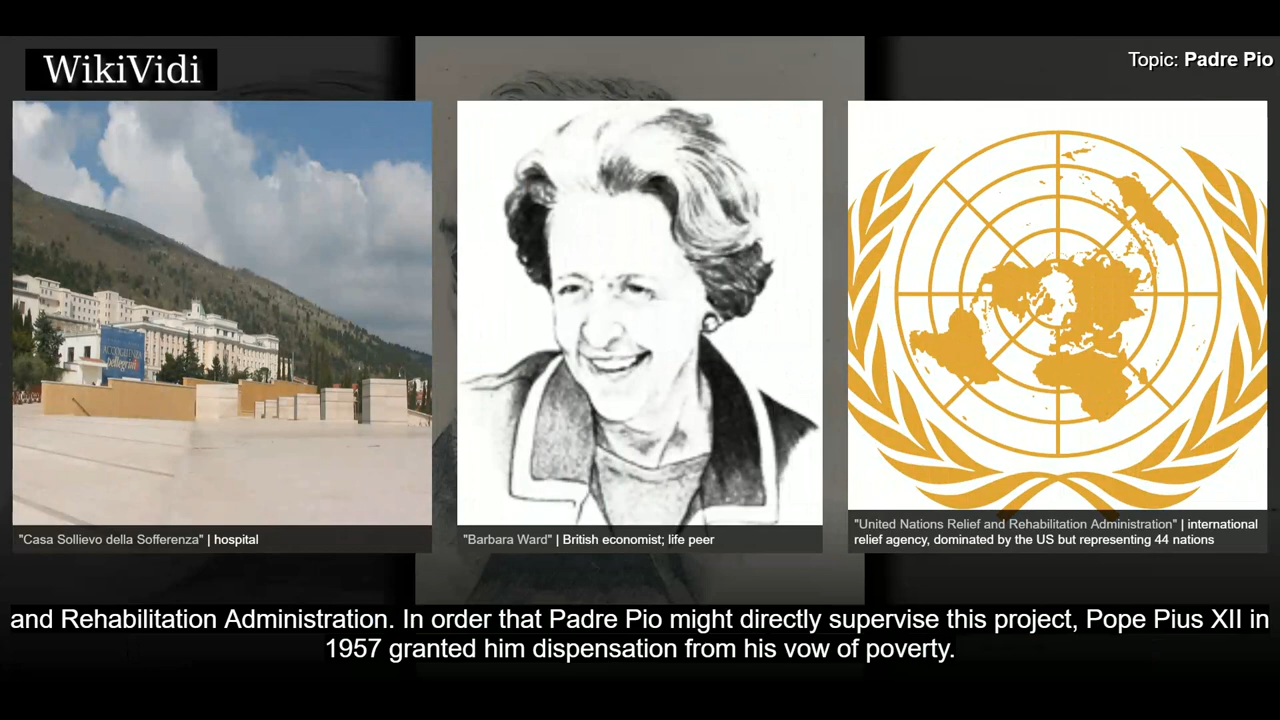 WikiVidi
Topic: Padre Pio
ACCOGLIENZA
pellegrini
"Casa Sollievo della Sofferenza" | hospital
"Barbara Ward" | British economist; life peer
"United Nations Relief and Rehabilitation Administration" | international
relief agency, dominated by the US but representing 44 nations
and Rehabilitation Administration. In order that Padre Pio might directly supervise this project, Pope Pius XII in
1957 granted him dispensation from his vow of poverty.